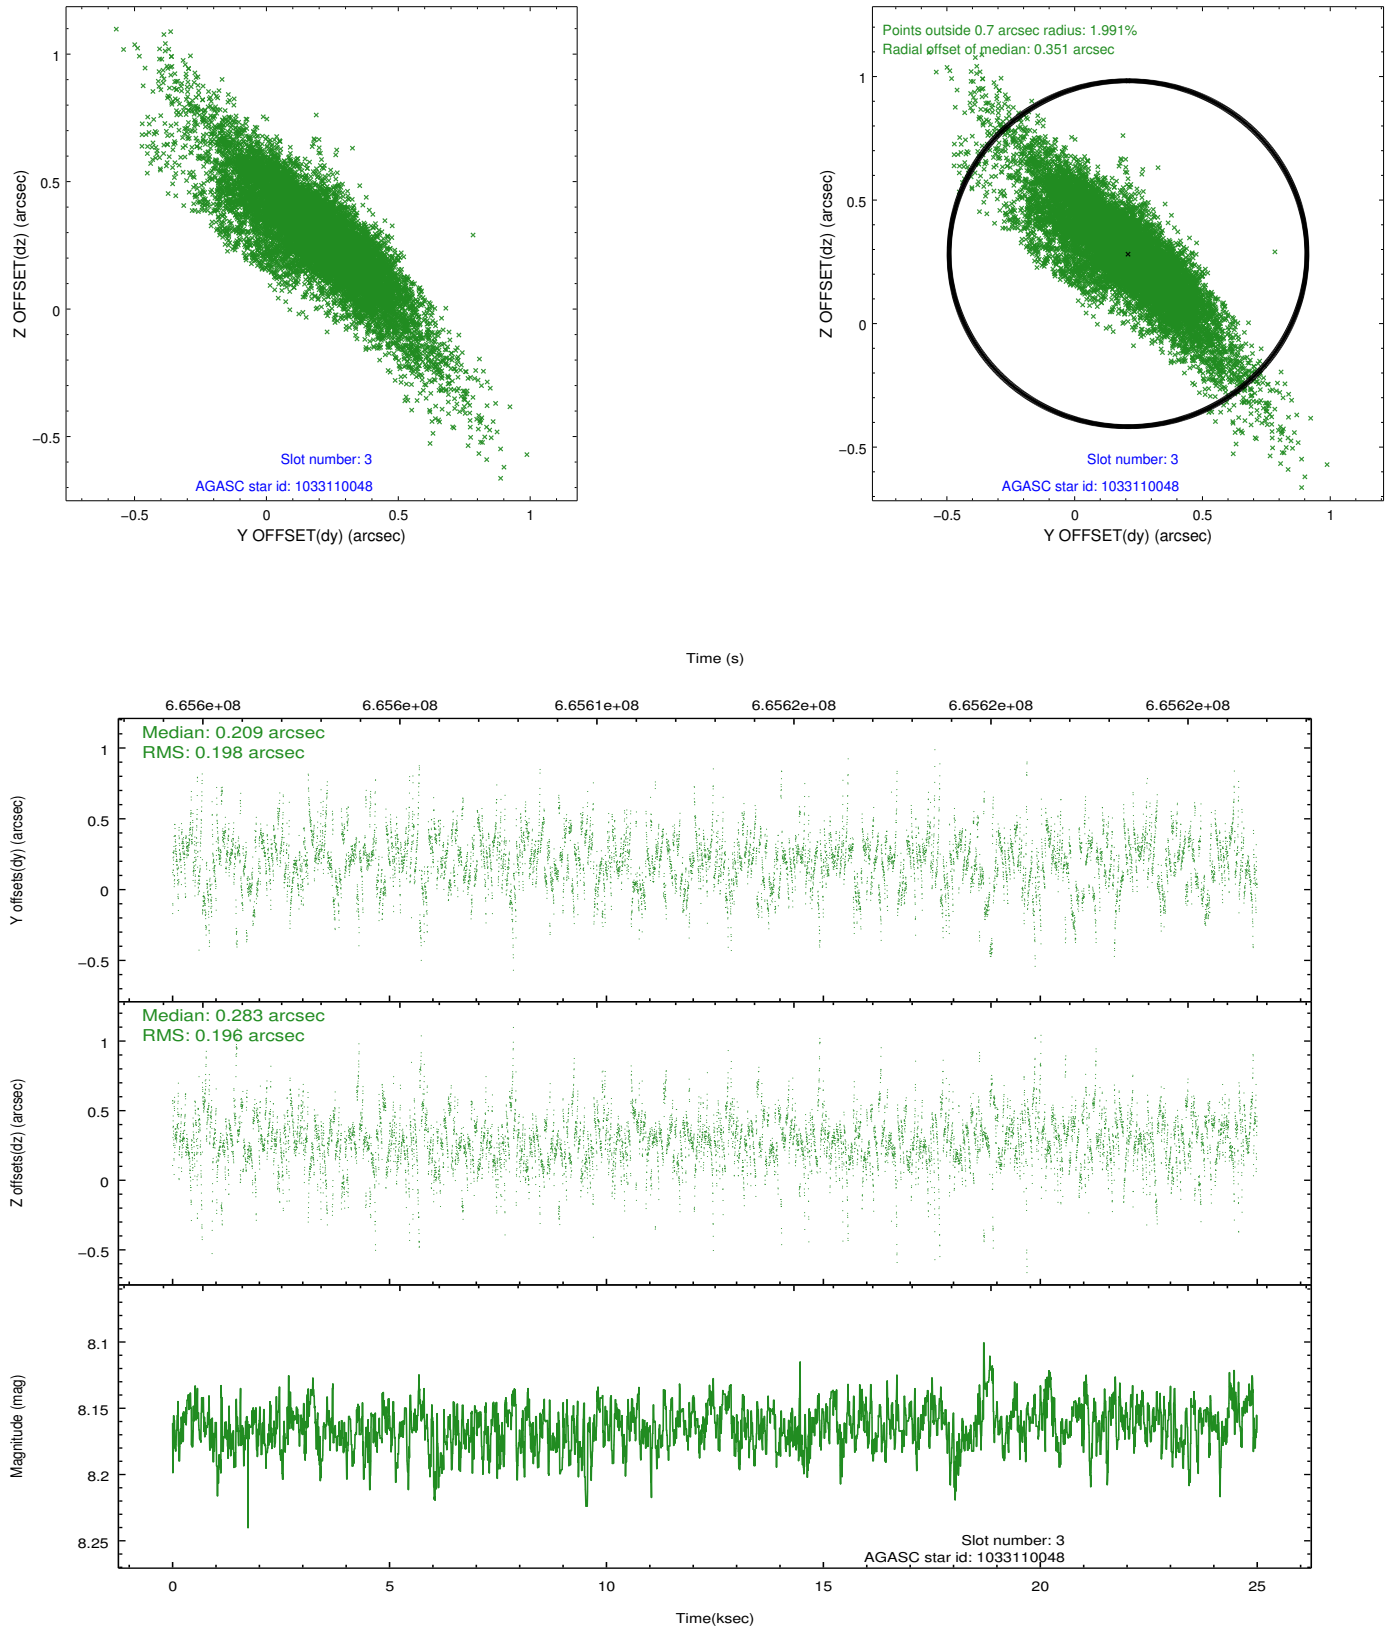 1
0.5
0
−0.5
Z OFFSET(dz) (arcsec)
Slot number: 3
AGASC star id: 1033110048
−0.5
0
0.5
1
Y OFFSET(dy) (arcsec)
Points outside 0.7 arcsec radius: 1.991%
Radial offset of median: 0.351 arcsec
1
0.5
0
−0.5
Z OFFSET(dz) (arcsec)
Slot number: 3
AGASC star id: 1033110048
−0.5
0
0.5
1
Y OFFSET(dy) (arcsec)
Time (s)
6.656e+08
6.656e+08
6.6561e+08
6.6562e+08
6.6562e+08
6.6562e+08
Median: 0.209 arcsec
RMS: 0.198 arcsec
1
0.5
0
−0.5
Y offsets(dy) (arcsec)
Median: 0.283 arcsec
RMS: 0.196 arcsec
1
0.5
0
−0.5
Z offsets(dz) (arcsec)
8.1
8.15
8.2
8.25
Magnitude (mag)
Slot number: 3
AGASC star id: 1033110048
0
5
10
15
20
25
Time(ksec)